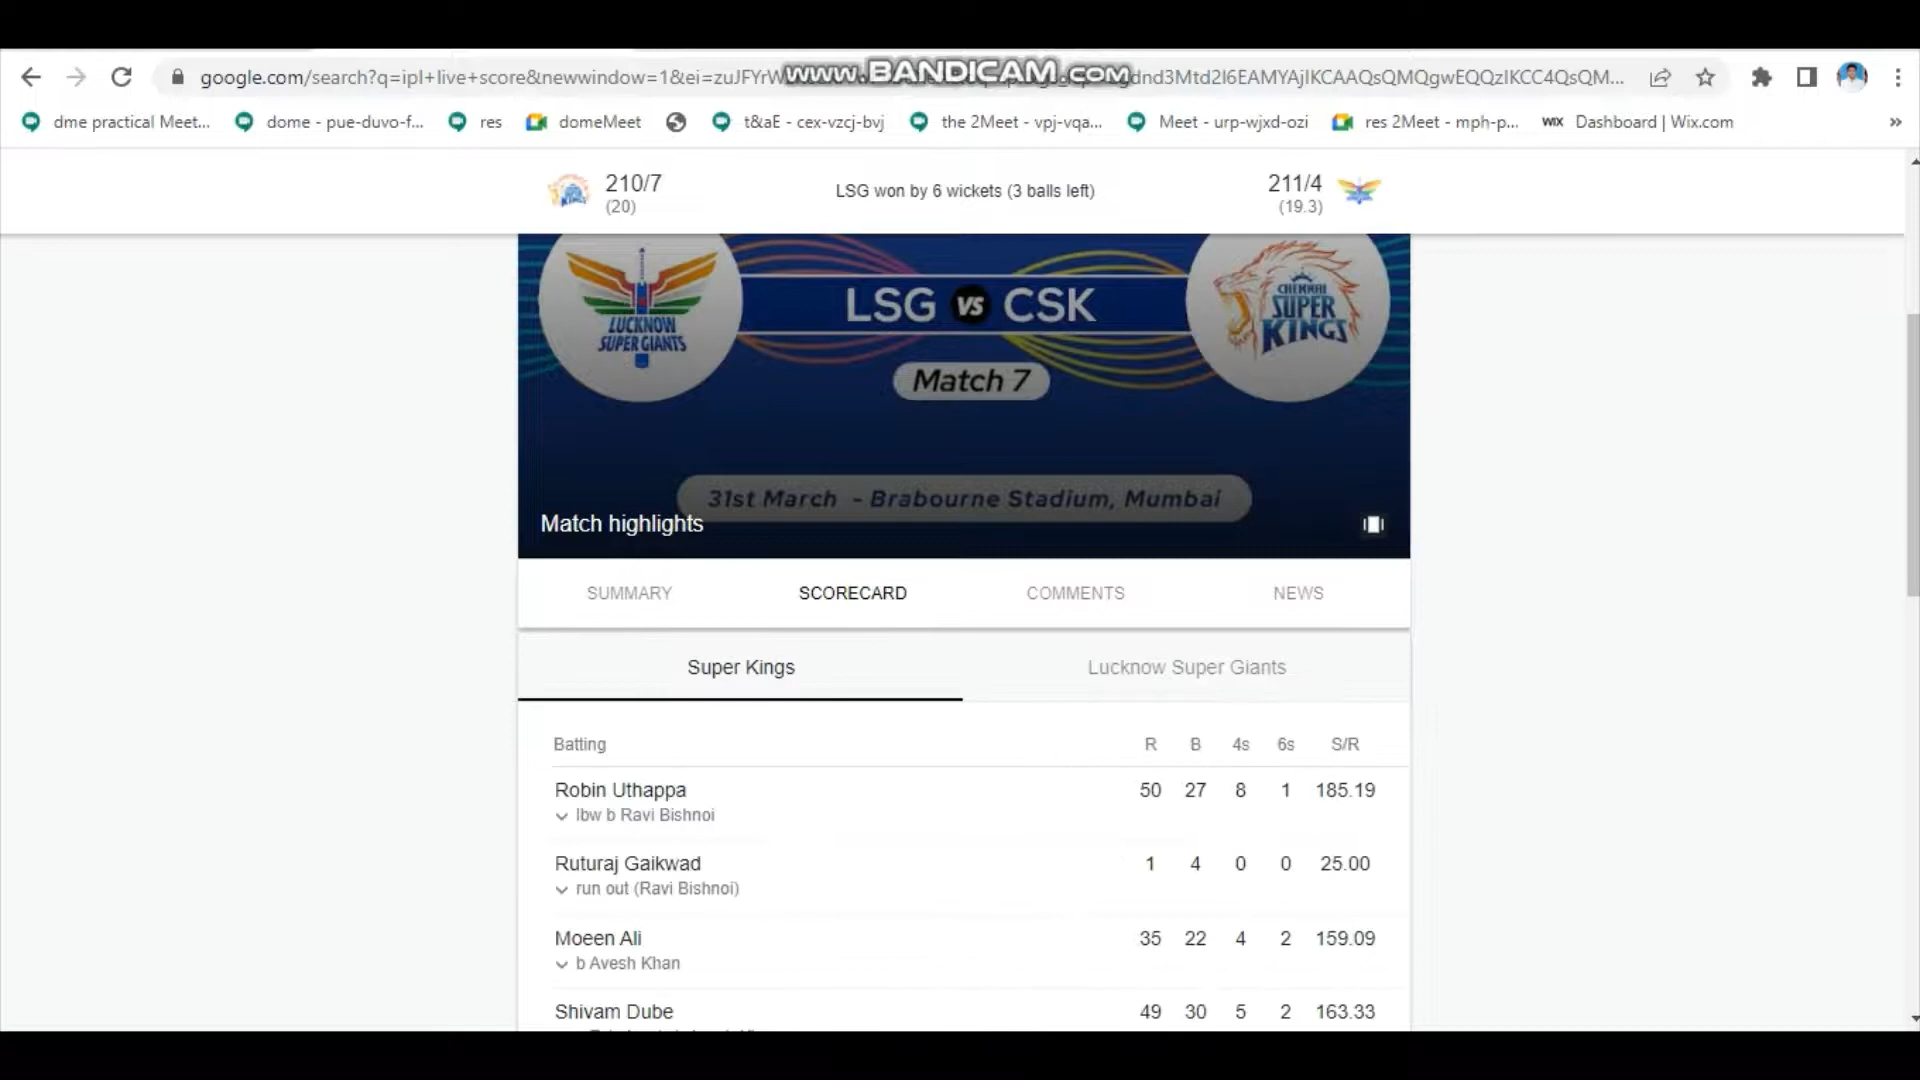 google.com/search?q=ipl+live+score&newwindow=1&ei=zuJFYrW
www.BANDICAM.com
dnd3Mtd2l6EAMYAjIKCAAQsQMQgwEQQzIKCC4QsQM...
dme practical Meet... dome - pue-duvo-f... res domeMeet t&aE - cex-vzcj-bvj the 2Meet - vpj-vqa... Meet - urp-wjxd-ozi res 2Meet - mph-p... WIX Dashboard | Wix.com »
210/7 LSG won by 6 wickets (3 balls left) 211/4
(20) (19.3)
LUCKNOW
SUPER GIANTS
LSG VS CSK
CHENNAI
SUPER
KINGS
Match 7
31st March - Brabourne Stadium, Mumbai
Match highlights
SUMMARY SCORECARD COMMENTS NEWS
Super Kings Lucknow Super Giants
Batting R B 4s 6s S/R
Robin Uthappa 50 27 8 1 185.19
lbw b Ravi Bishnoi
Ruturaj Gaikwad 1 4 0 0 25.00
run out (Ravi Bishnoi)
Moeen Ali 35 22 4 2 159.09
b Avesh Khan
Shivam Dube 49 30 5 2 163.33